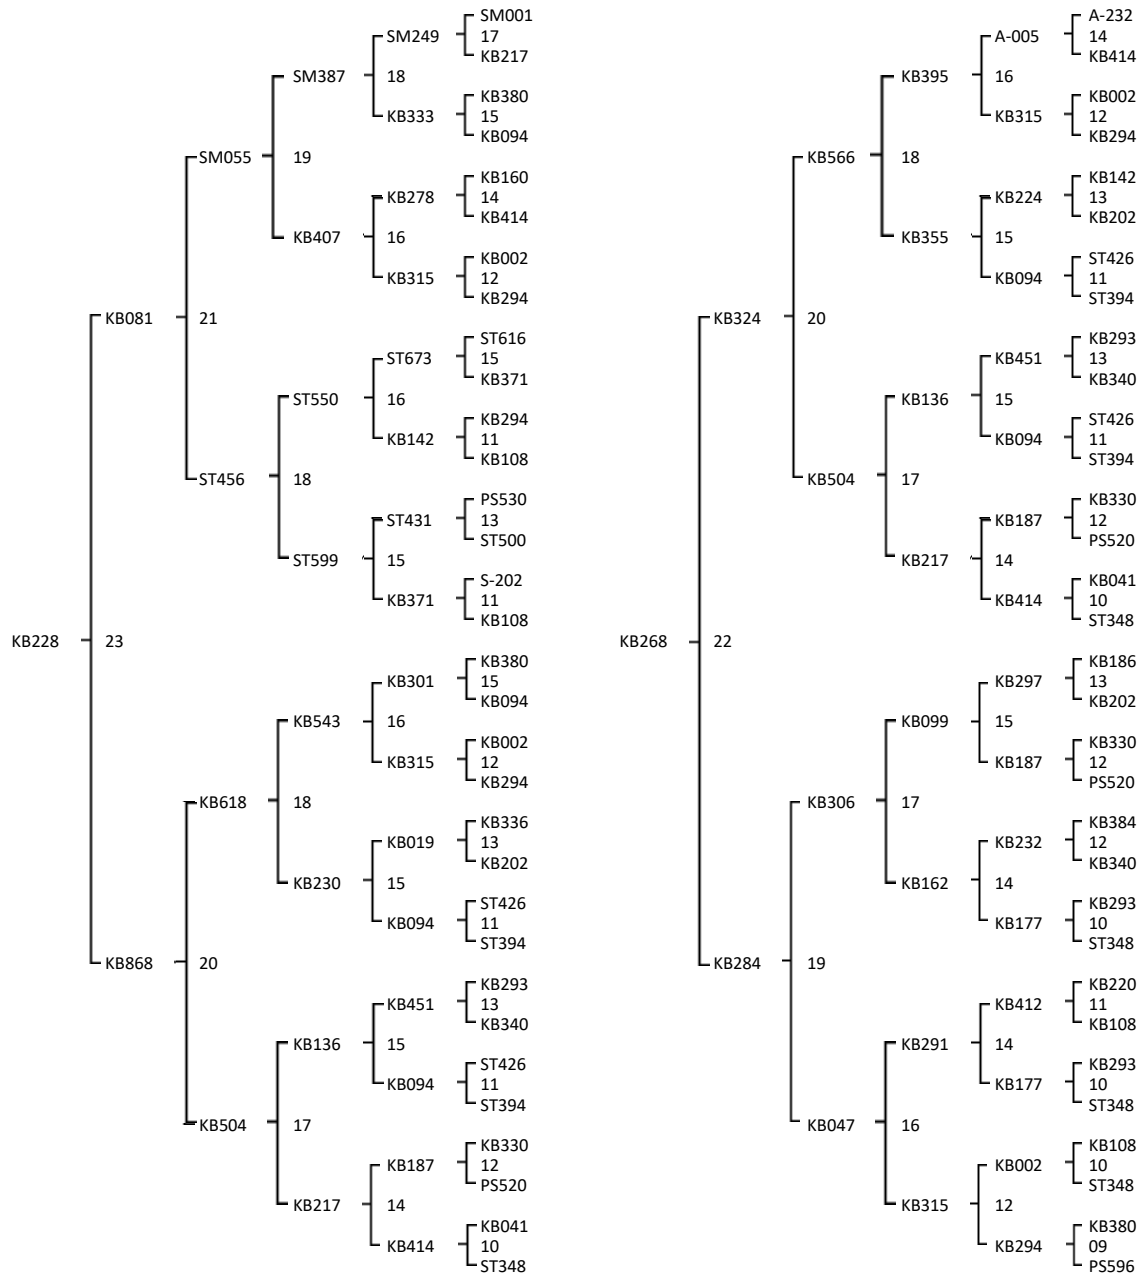 SM001
SM249 17
KB217
SM387 18
KB380
KB333 15
KB094
SM055 19
KB160
KB278 14
KB414
KB407 16
KB002
KB315 12
KB294
KB081 21
ST616
ST673 15
KB371
ST550 16
KB294
KB142 11
KB108
ST456 18
PS530
ST431 13
ST500
ST599 15
S-202
KB371 11
KB108
KB228 23
KB380
KB301 15
KB094
KB543 16
KB002
KB315 12
KB294
KB618 18
KB336
KB019 13
KB202
KB230 15
ST426
KB094 11
ST394
KB868 20
KB293
KB451 13
KB340
KB136 15
ST426
KB094 11
ST394
KB504 17
KB330
KB187 12
PS520
KB217 14
KB041
KB414 10
ST348
A-232
A-005 14
KB414
KB395 16
KB002
KB315 12
KB294
KB566 18
KB142
KB224 13
KB202
KB355 15
ST426
KB094 11
ST394
KB324 20
KB293
KB451 13
KB340
KB136 15
ST426
KB094 11
ST394
KB504 17
KB330
KB187 12
PS520
KB217 14
KB041
KB414 10
ST348
KB268 22
KB186
KB297 13
KB202
KB099 15
KB330
KB187 12
PS520
KB306 17
KB384
KB232 12
KB340
KB162 14
KB293
KB177 10
ST348
KB284 19
KB220
KB412 11
KB108
KB291 14
KB293
KB177 10
ST348
KB047 16
KB108
KB002 10
ST348
KB315 12
KB380
KB294 09
PS596